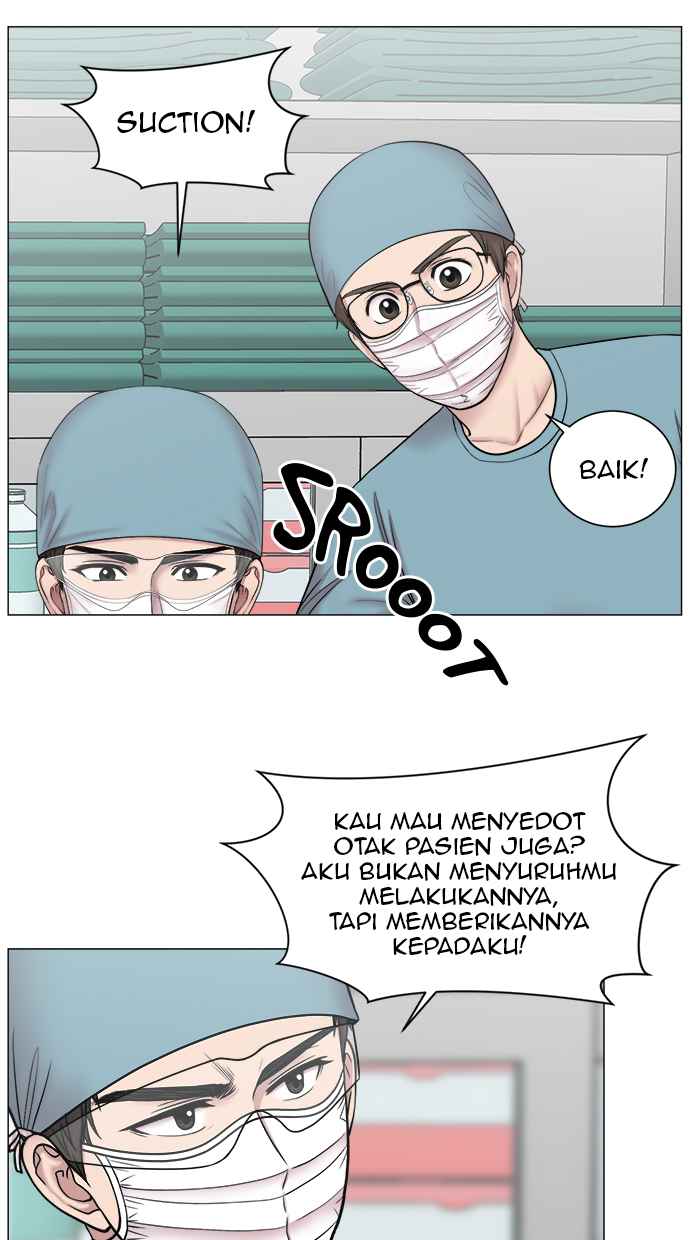 SUCTION!
BAIK!
SROOOT
KAU MAU MENYEDOT
OTAK PASIEN JUGA?
AKU BUKAN MENYURUHMU
MELAKUKANNYA,
TAPI MEMBERIKANNYA
KEPADAKU!